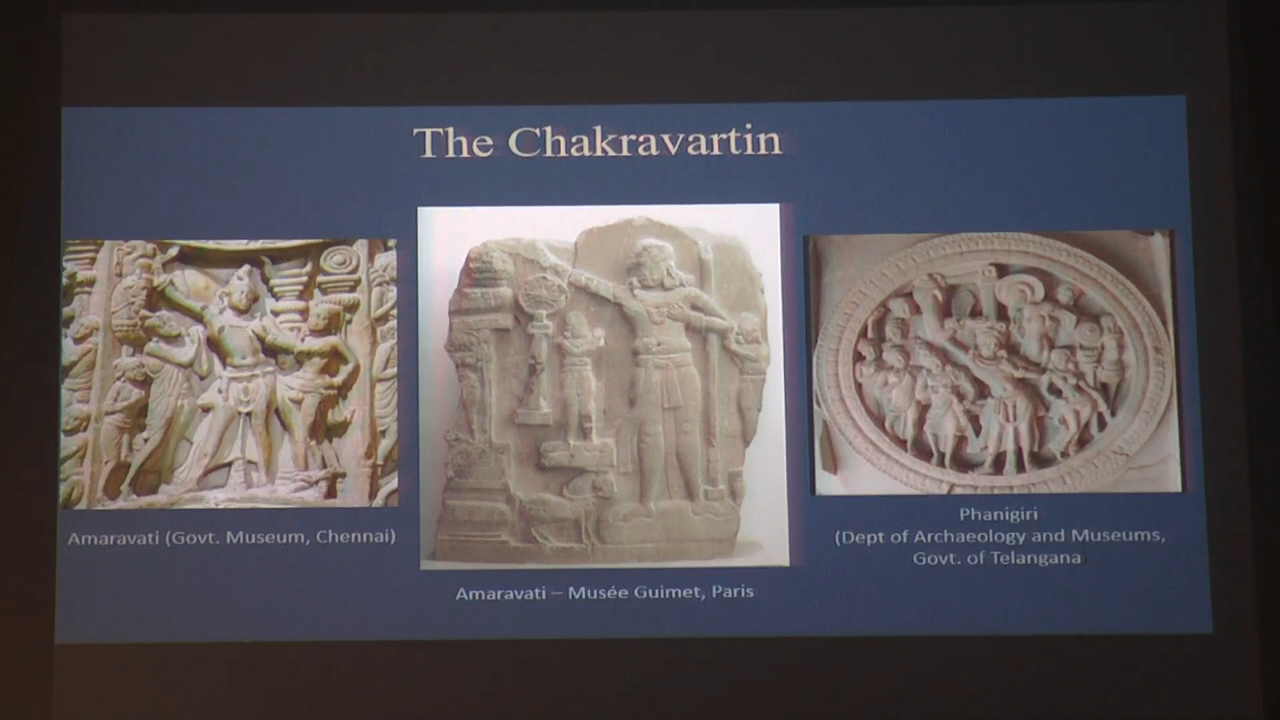 The Chakravartin
Amaravati (Govt. Museum, Chennai)
Amaravati – Musée Guimet, Paris
Phanigiri
(Dept of Archaeology and Museums,
Govt. of Telangana